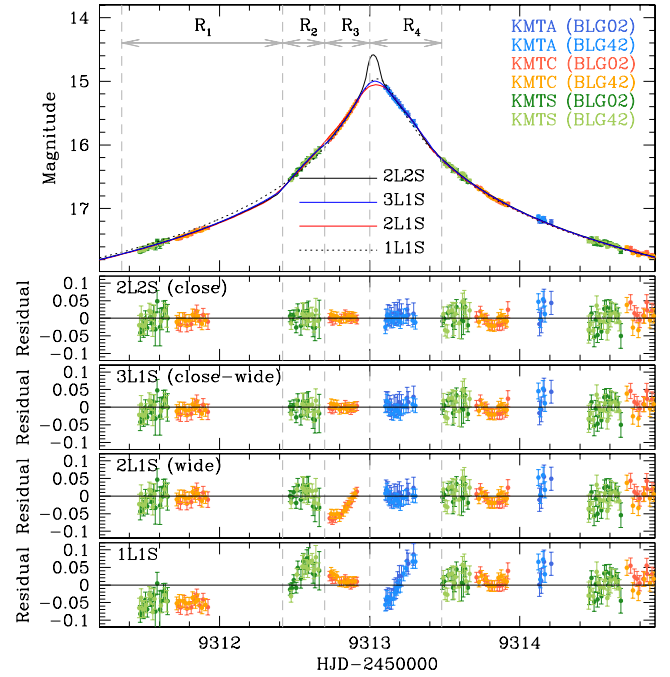 14
15
16
17
Magnitude
R₁
R₂
R₃
R₄
KMTA (BLG02)
KMTA (BLG42)
KMTC (BLG02)
KMTC (BLG42)
KMTS (BLG02)
KMTS (BLG42)
2L2S
3L1S
2L1S
1L1S
2L2S (close)
0.1
0.05
0
−0.05
−0.1
Residual
3L1S (close−wide)
0.1
0.05
0
−0.05
−0.1
Residual
2L1S (wide)
0.1
0.05
0
−0.05
−0.1
Residual
1L1S
0.1
0.05
0
−0.05
−0.1
Residual
9312
9313
9314
HJD−2450000